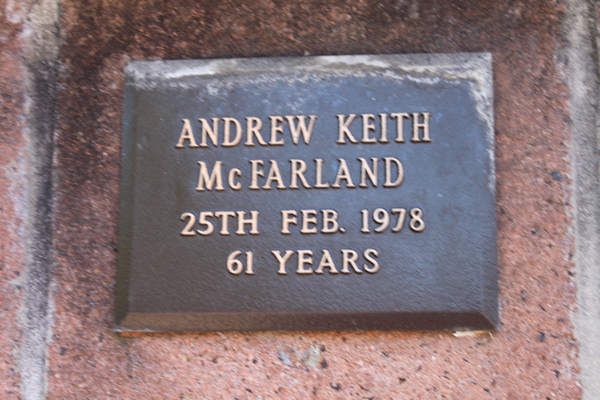 ANDREW KEITH
McFARLAND
25TH FEB. 1978
61 YEARS